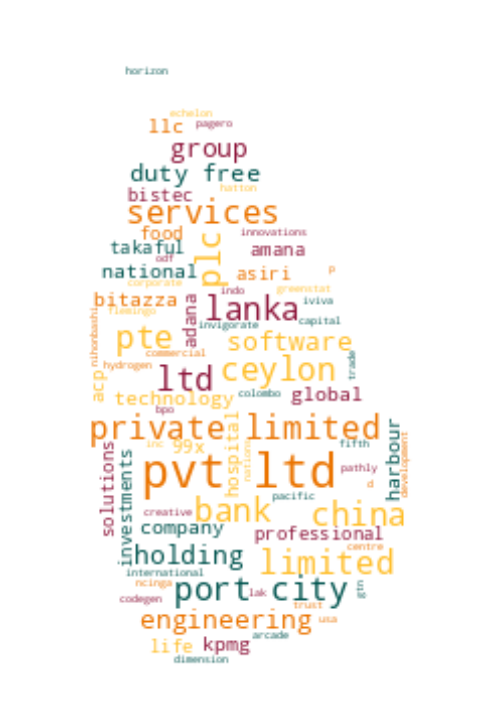 horizon
echelon
llc pagero
group
duty free
hatton
bistec
services
food innovations
takaful plc amana
odf
national asiri p
corporate
indo greenstat
bitazza lanka iviva
flemingo
adana
nihonbashi
invigorate capital
pte software
commercial
hydrogen trade
ltd ceylon
acp
technology colombo global
bpo
private limited
inc 99x hospital fifth
nations
harbour
development
solutions
investments
pvt ltd pathly
d
pacific
creative bank china
company professional
holding limited centre
international
ncinga port city
lak gtn
codegen trust
engineering usa
arcade
life kpmg
dimension